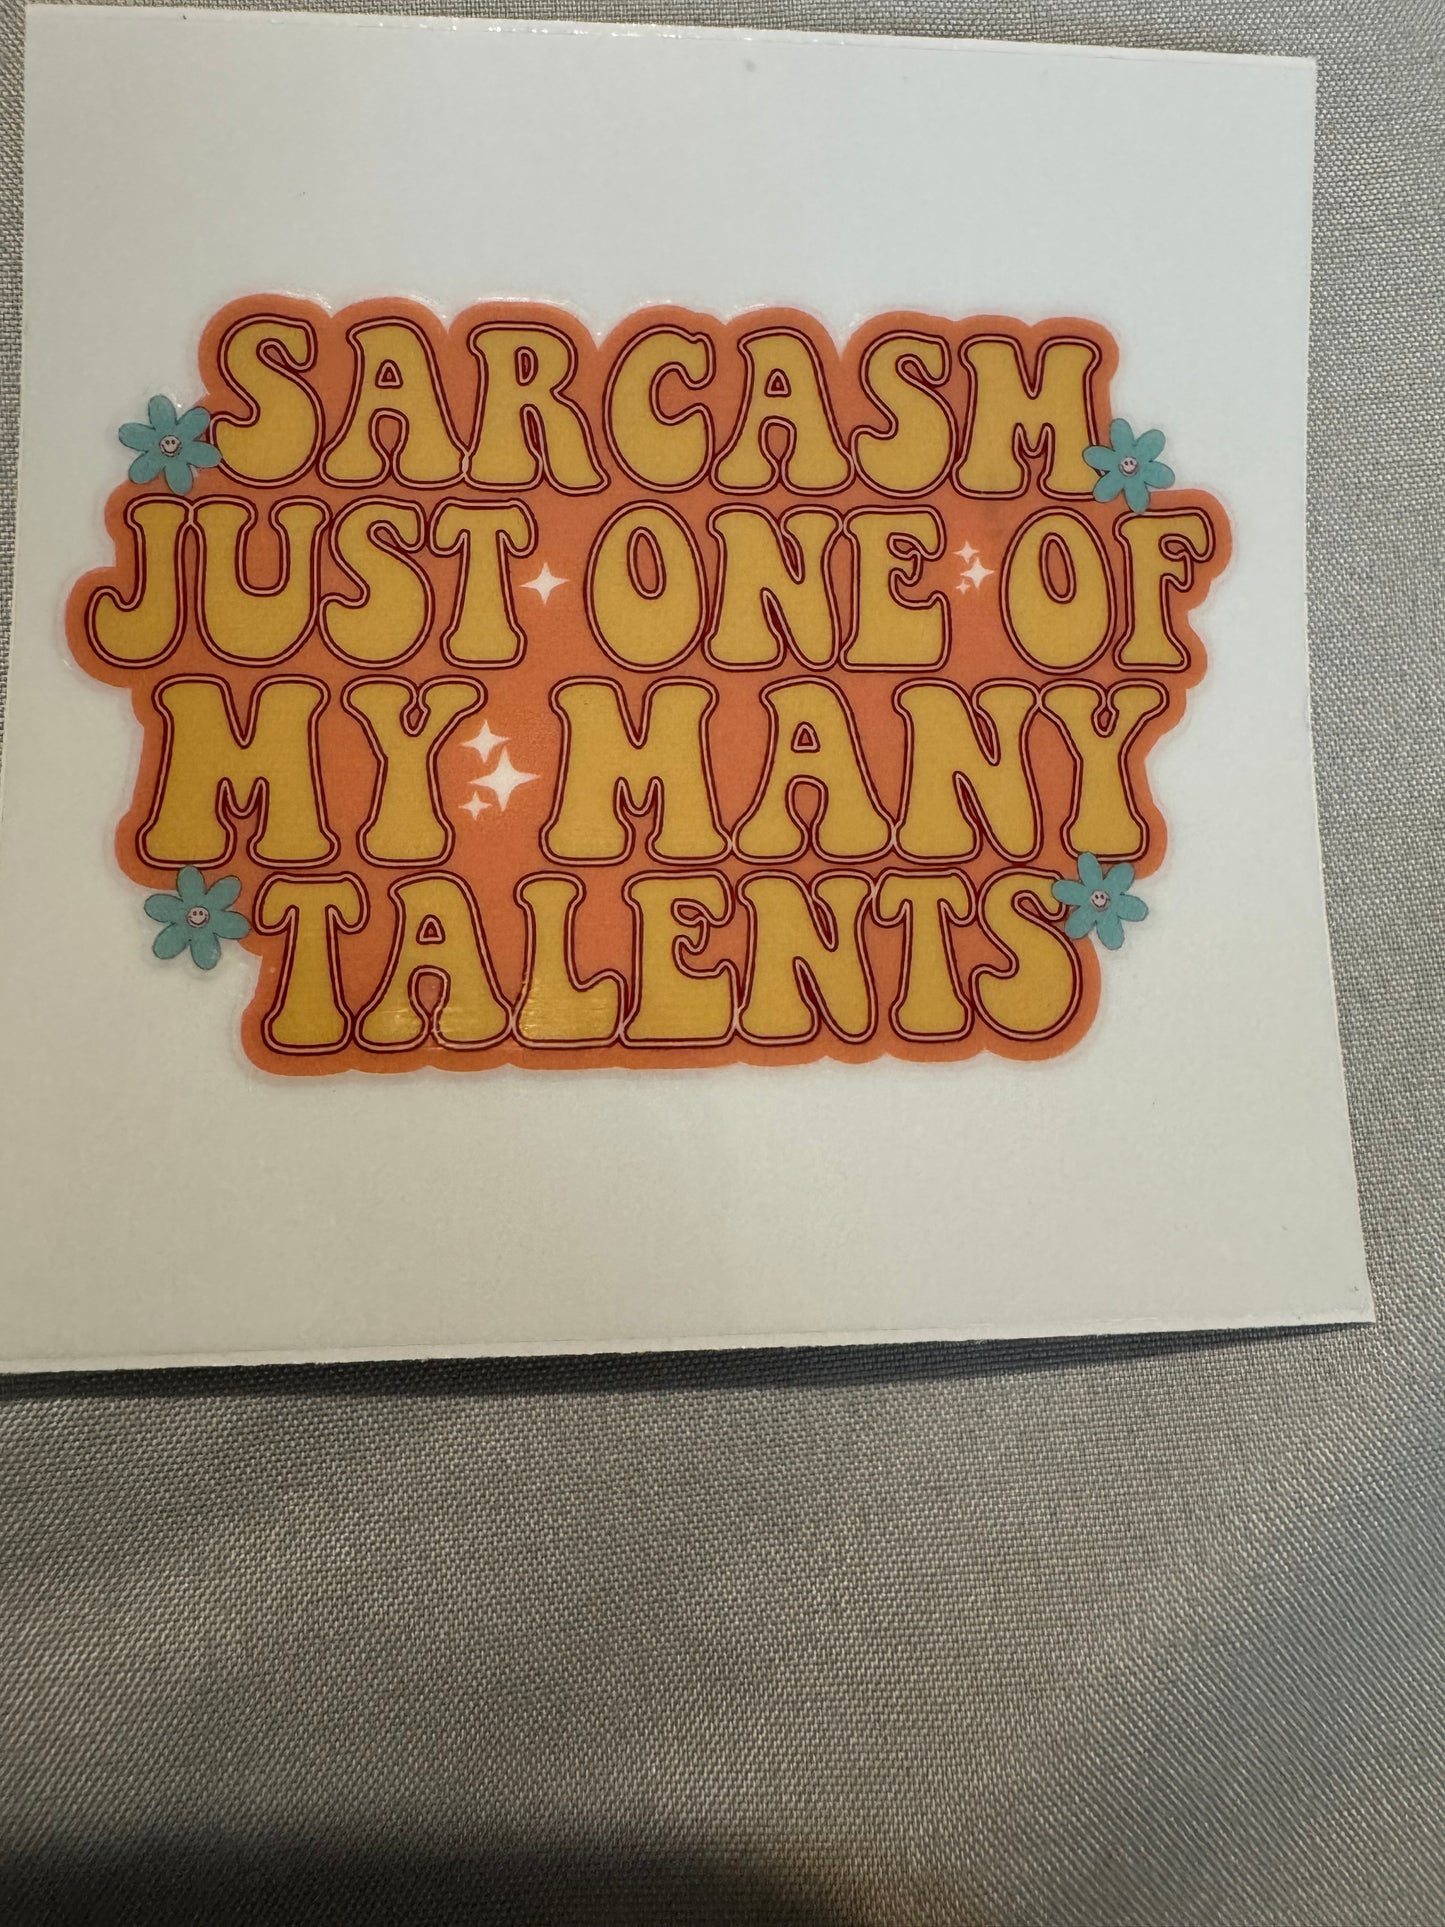 SARCASM
JUST ONE OF
MY MANY
TALENTS